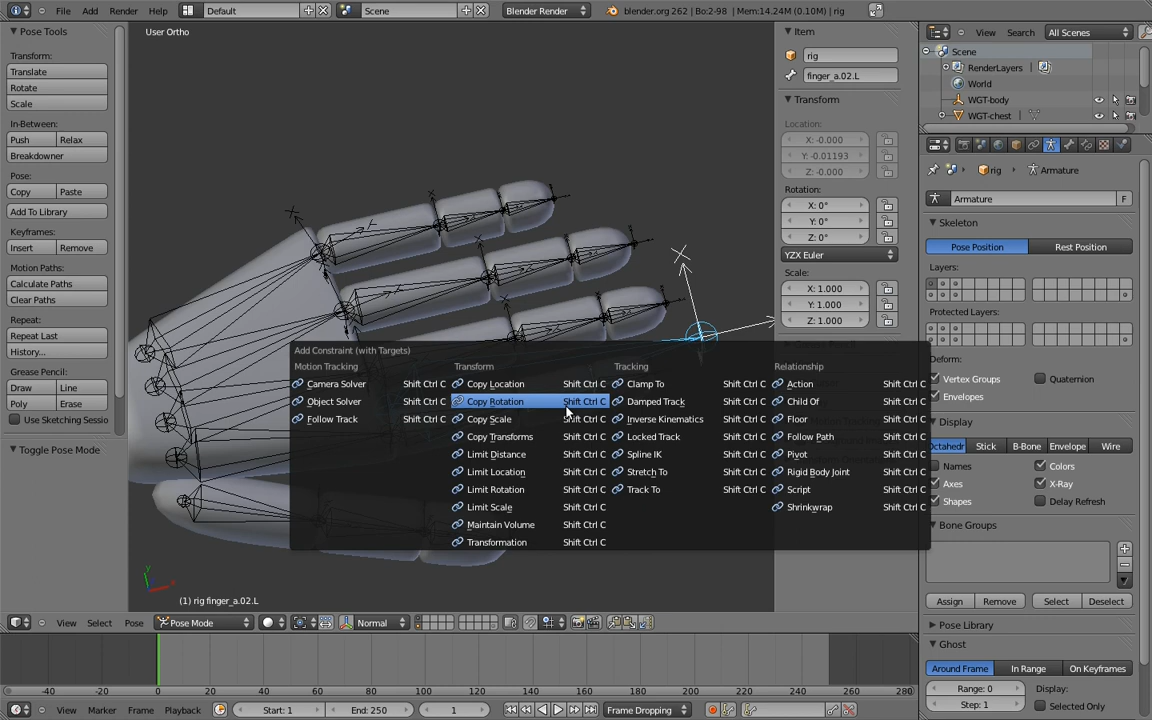 File Add Render Help Default Scene Blender Render blender.org 262 | Bo:2-98 | Mem:14.24M (0.10M) | rig
Pose Tools
Transform:
Translate
Rotate
Scale
In-Between:
Push Relax
Breakdowner
Pose:
Copy Paste
Add To Library
Keyframes:
Insert Remove
Motion Paths:
Calculate Paths
Clear Paths
Repeat:
Repeat Last
History...
Grease Pencil:
Draw Line
Poly Erase
Use Sketching Sessio
Toggle Pose Mode
User Ortho
(1) rig finger_a.02.L
Add Constraint (with Targets)
Motion Tracking
Camera Solver Shift Ctrl C
Object Solver Shift Ctrl C
Follow Track Shift Ctrl C
Transform
Copy Location Shift Ctrl C
Copy Rotation Shift Ctrl C
Copy Scale Shift Ctrl C
Copy Transforms Shift Ctrl C
Limit Distance Shift Ctrl C
Limit Location Shift Ctrl C
Limit Rotation Shift Ctrl C
Limit Scale Shift Ctrl C
Maintain Volume Shift Ctrl C
Transformation Shift Ctrl C
Tracking
Clamp To Shift Ctrl C
Damped Track Shift Ctrl C
Inverse Kinematics Shift Ctrl C
Locked Track Shift Ctrl C
Spline IK Shift Ctrl C
Stretch To Shift Ctrl C
Track To Shift Ctrl C
Relationship
Action Shift Ctrl C
Child Of Shift Ctrl C
Floor Shift Ctrl C
Follow Path Shift Ctrl C
Pivot Shift Ctrl C
Rigid Body Joint Shift Ctrl C
Script Shift Ctrl C
Shrinkwrap Shift Ctrl C
Item
rig
finger_a.02.L
Transform
Location:
X: -0.000
Y: -0.01193
Z: -0.000
Rotation:
X: 0°
Y: 0°
Z: 0°
YZX Euler
Scale:
X: 1.000
Y: 1.000
Z: 1.000
View Search All Scenes
Scene
RenderLayers
World
WGT-body
WGT-chest
rig Armature
Armature F
Skeleton
Pose Position Rest Position
Layers:
Protected Layers:
Deform:
Vertex Groups Quaternion
Envelopes
Display
Octahedr Stick B-Bone Envelope Wire
Names Colors
Axes X-Ray
Shapes Delay Refresh
Bone Groups
Assign Remove Select Deselect
Pose Library
Ghost
Around Frame In Range On Keyframes
Range: 0 Display:
Step: 1 Selected Only
View Select Pose Pose Mode Normal
-40 -20 0 20 40 60 80 100 120 140 160 180 200 220 240 260 280
View Marker Frame Playback Start: 1 End: 250 1 Frame Dropping